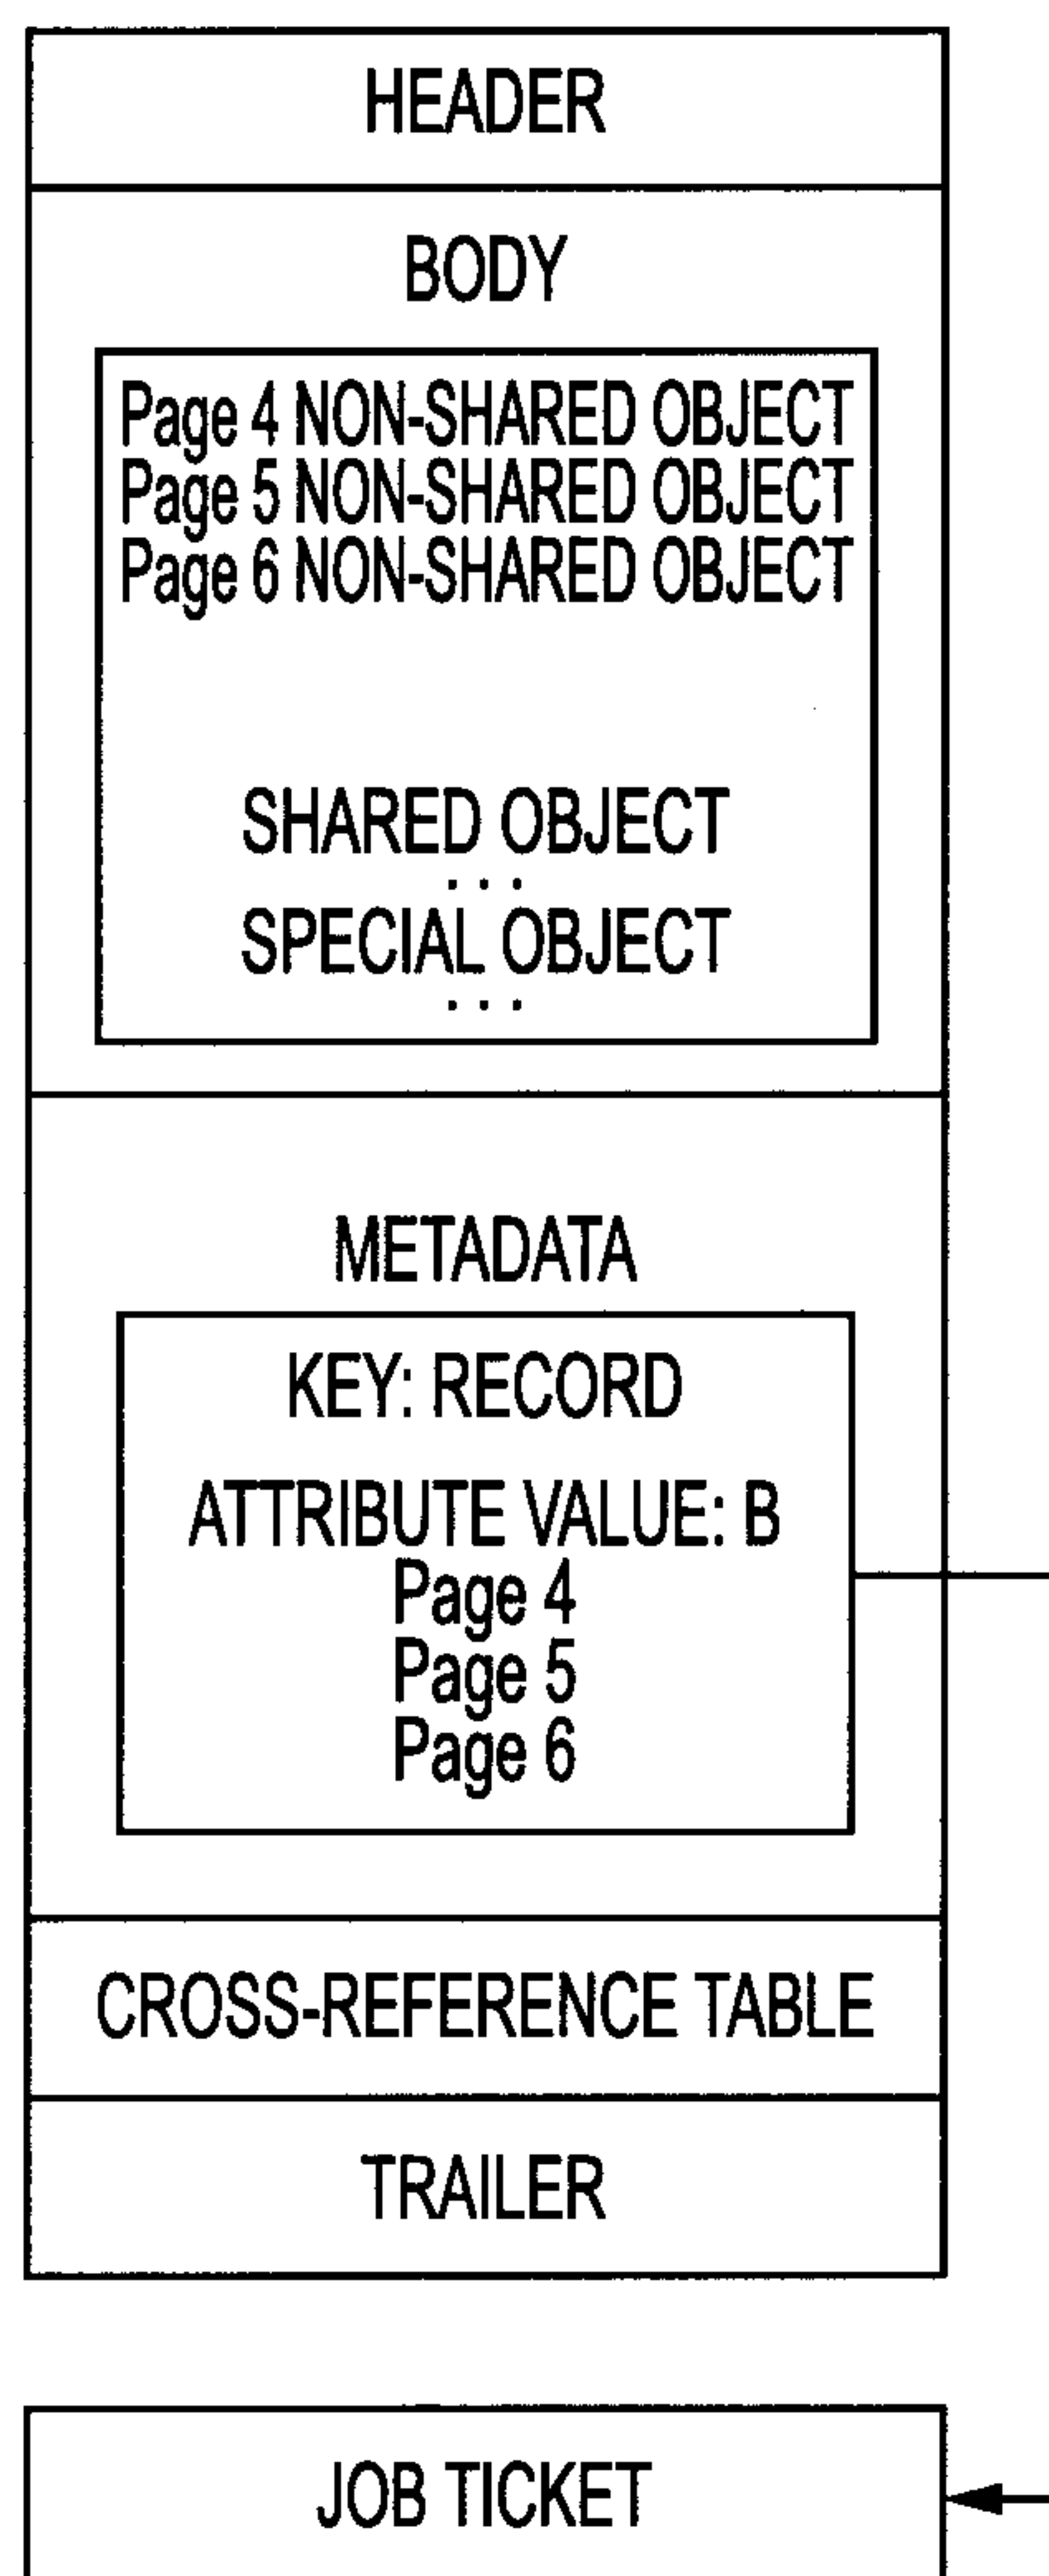 HEADER
BODY
Page 4 NON-SHARED OBJECT
Page 5 NON-SHARED OBJECT
Page 6 NON-SHARED OBJECT
SHARED OBJECT
...
SPECIAL OBJECT
...
METADATA
KEY: RECORD
ATTRIBUTE VALUE: B
Page 4
Page 5
Page 6
CROSS-REFERENCE TABLE
TRAILER
JOB TICKET